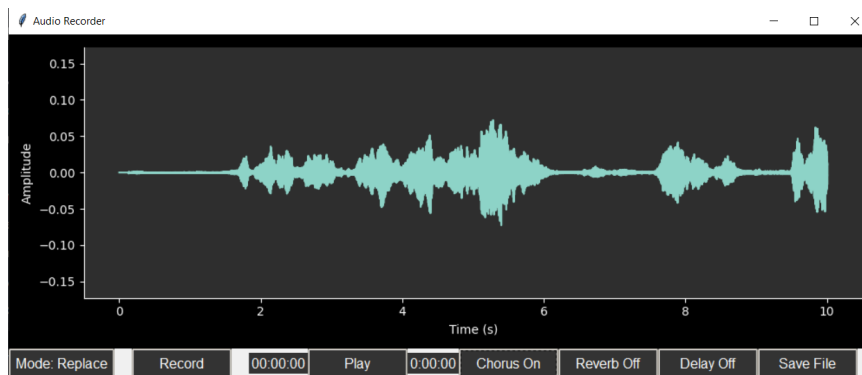 Audio Recorder
0.15
0.10
0.05
0.00
−0.05
−0.10
−0.15
Amplitude
0 2 4 6 8 10
Time (s)
Mode: Replace Record 00:00:00 Play 0:00:00 Chorus On Reverb Off Delay Off Save File